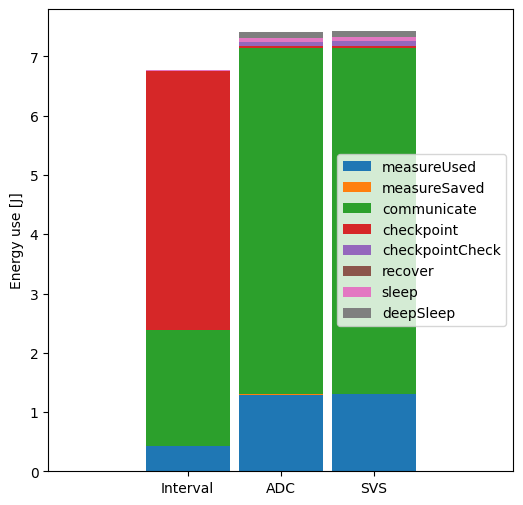 Energy use [J]
7
6
5
4
3
2
1
0
Interval
ADC
SVS
measureUsed
measureSaved
communicate
checkpoint
checkpointCheck
recover
sleep
deepSleep